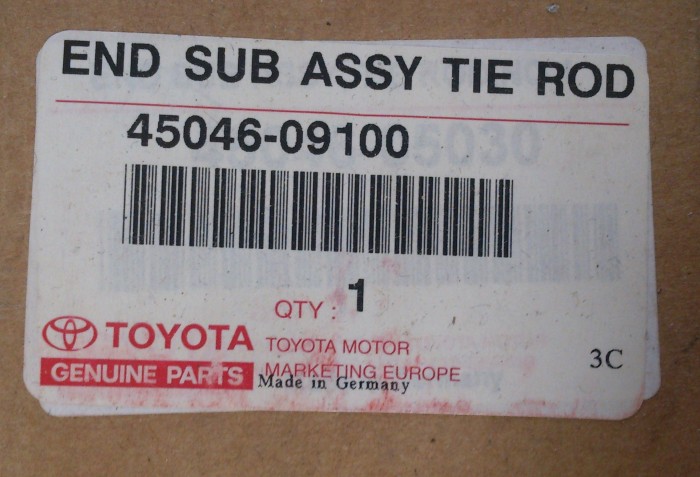 END SUB ASSY TIE ROD
45046-09100
QTY : 1
TOYOTA
GENUINE PARTS
TOYOTA MOTOR
MARKETING EUROPE
Made in Germany
3C